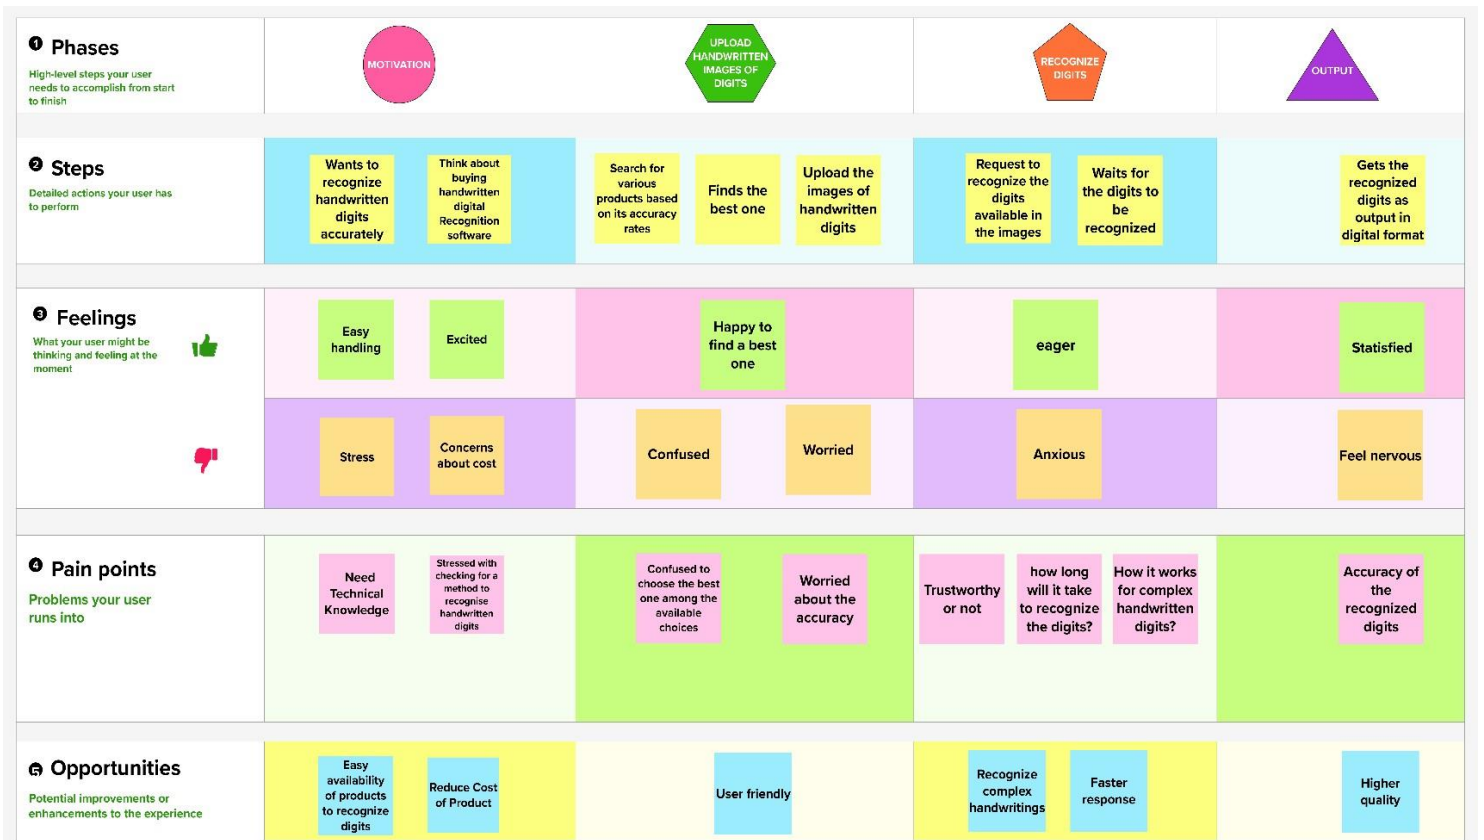 1 Phases
High-level steps your user
needs to accomplish from start
to finish
MOTIVATION
UPLOAD
HANDWRITTEN
IMAGES OF
DIGITS
RECOGNIZE
DIGITS
OUTPUT
2 Steps
Detailed actions your user has
to perform
Wants to
recognize
handwritten
digits
accurately
Think about
buying
handwritten
digital
Recognition
software
Search for
various
products based
on its accuracy
rates
Finds the
best one
Upload the
images of
handwritten
digits
Request to
recognize the
digits
available in
the images
Waits for
the digits to
be
recognized
Gets the
recognized
digits as
output in
digital format
3 Feelings
What your user might be
thinking and feeling at the
moment
Easy
handling
Excited
Happy to
find a best
one
eager
Statisfied
Stress
Concerns
about cost
Confused
Worried
Anxious
Feel nervous
4 Pain points
Problems your user
runs into
Need
Technical
Knowledge
Stressed with
checking for a
method to
recognise
handwritten
digits
Confused to
choose the best
one among the
available
choices
Worried
about the
accuracy
Trustworthy
or not
how long
will it take
to recognize
the digits?
How it works
for complex
handwritten
digits?
Accuracy of
the
recognized
digits
5 Opportunities
Potential improvements or
enhancements to the experience
Easy
availability
of products
to recognize
digits
Reduce Cost
of Product
User friendly
Recognize
complex
handwritings
Faster
response
Higher
quality